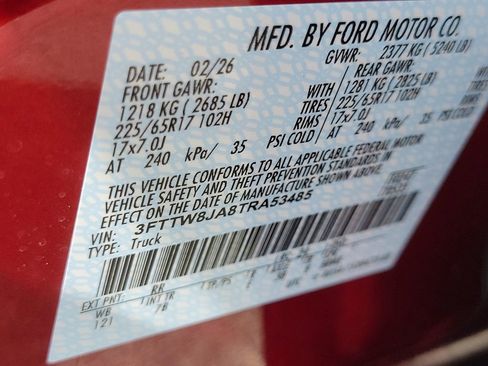 MFD. BY FORD MOTOR CO.
DATE: 02/26 GVWR: 2377 KG ( 5240 LB)
FRONT GAWR: REAR GAWR:
1218 KG ( 2685 LB) WITH 1281 KG ( 2825 LB)
225/65R17 102H TIRES 225/65R17 102H
17x7.0J RIMS 17x7.0J
AT 240 kPa/ 35 PSI COLD AT 240 kPa/ 35 PSI COLD
THIS VEHICLE CONFORMS TO ALL APPLICABLE FEDERAL MOTOR
VEHICLE SAFETY AND THEFT PREVENTION STANDARDS IN
EFFECT ON THE DATE OF MANUFACTURE SHOWN ABOVE.
VIN: 3FTTW8JA8TRA53485
TYPE: Truck
EXT PNT: RR
WB INT TR
121 7B